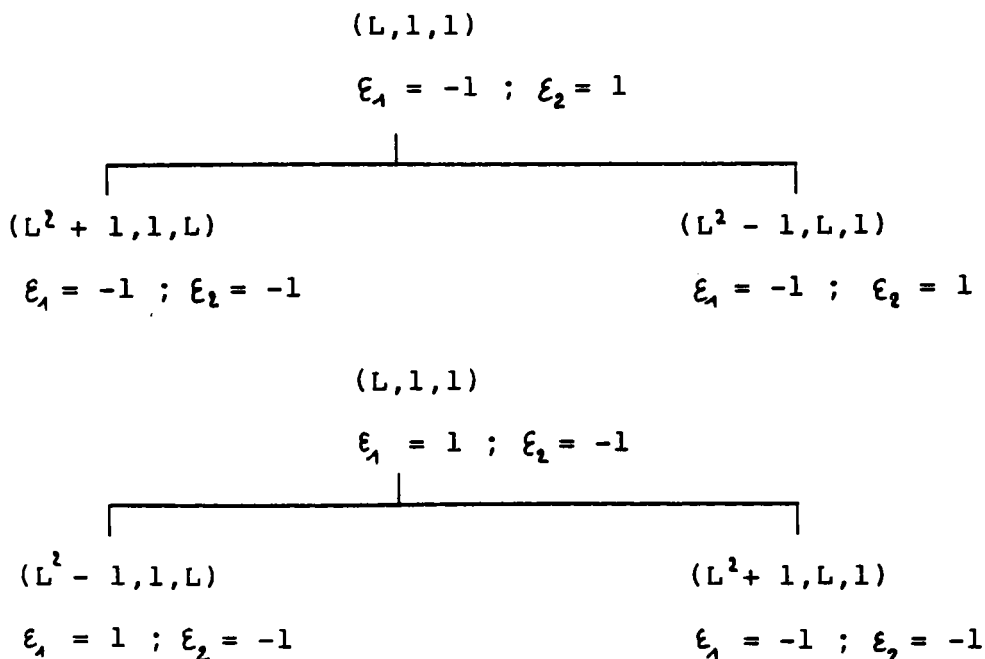 (L,1,1)
ε₁ = -1 ; ε₂ = 1
(L² + 1,1,L)
(L² - 1,L,1)
ε₁ = -1 ; ε₂ = -1
ε₁ = -1 ; ε₂ = 1
(L,1,1)
ε₁ = 1 ; ε₂ = -1
(L² - 1,1,L)
(L² + 1,L,1)
ε₁ = 1 ; ε₂ = -1
ε₁ = -1 ; ε₂ = -1